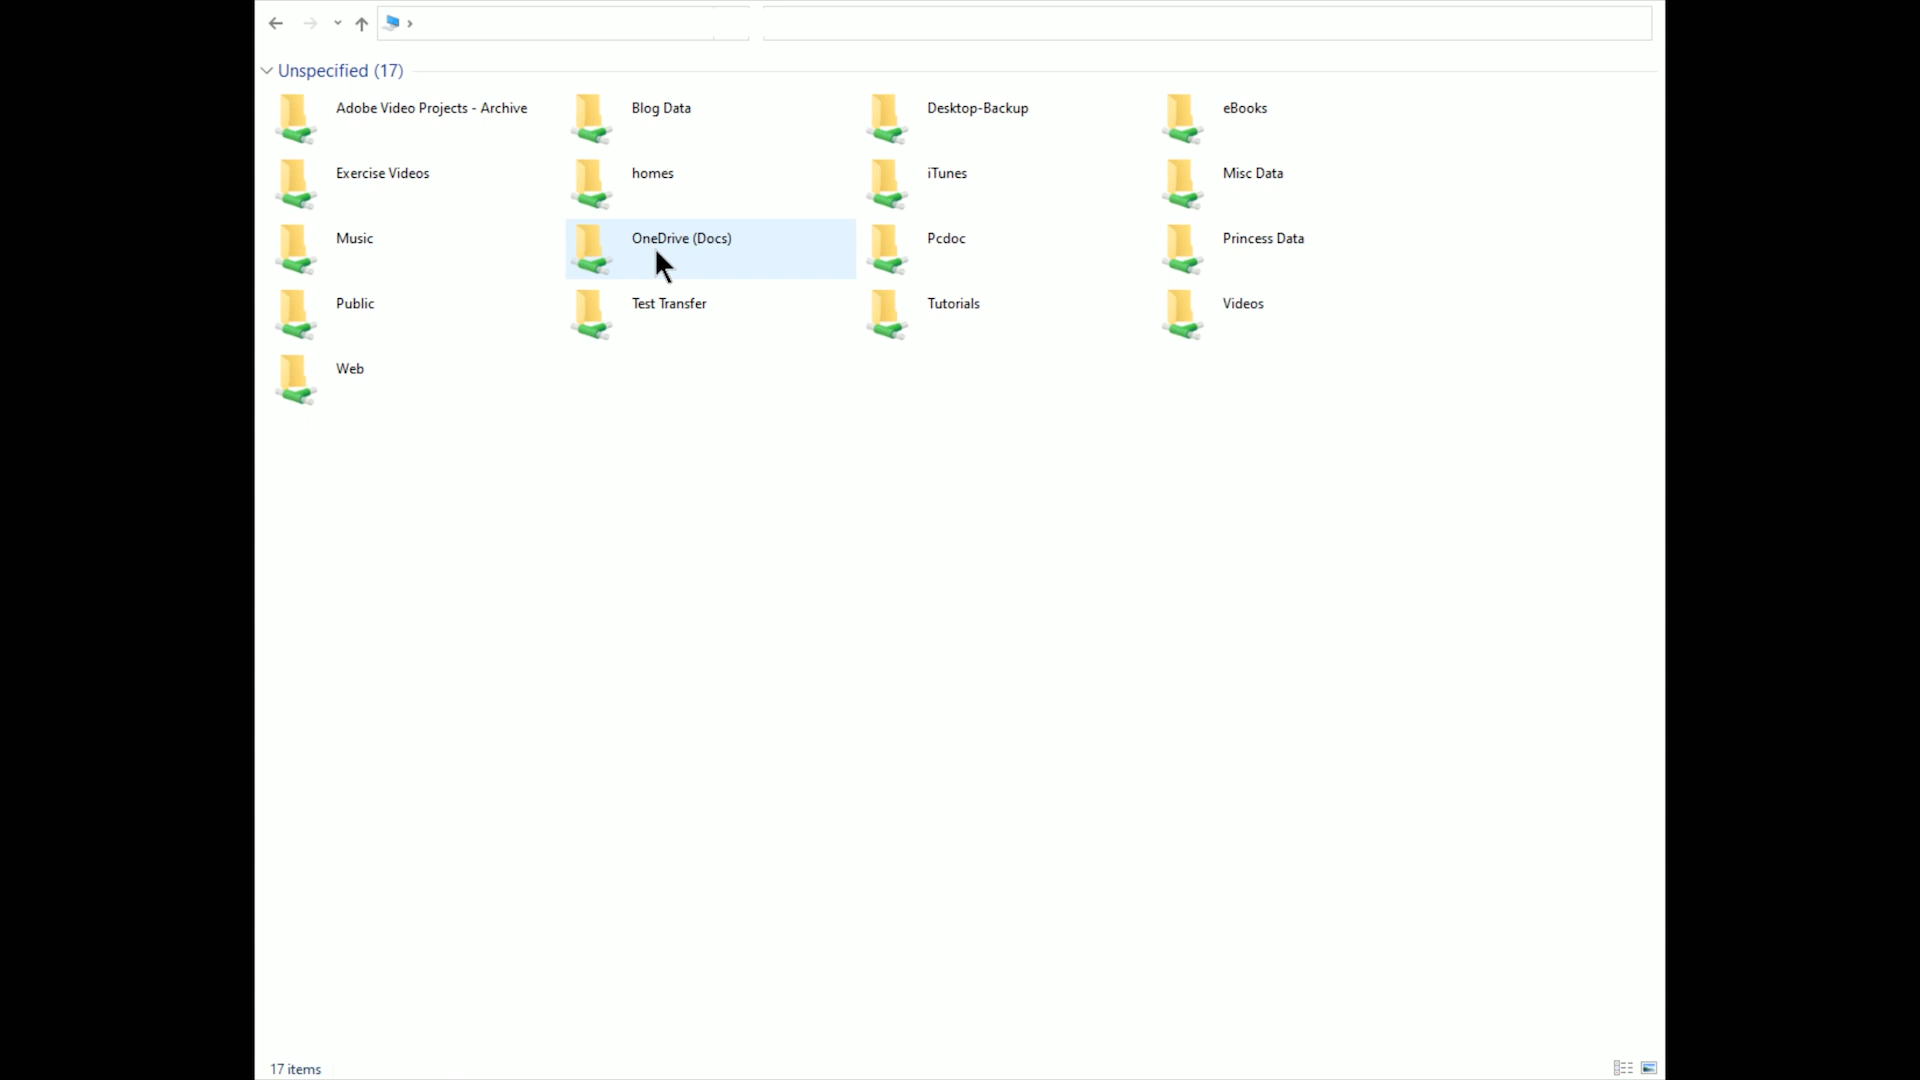 Unspecified (17)
Adobe Video Projects - Archive
Blog Data
Desktop-Backup
eBooks
Exercise Videos
homes
iTunes
Misc Data
Music
OneDrive (Docs)
Pcdoc
Princess Data
Public
Test Transfer
Tutorials
Videos
Web
17 items